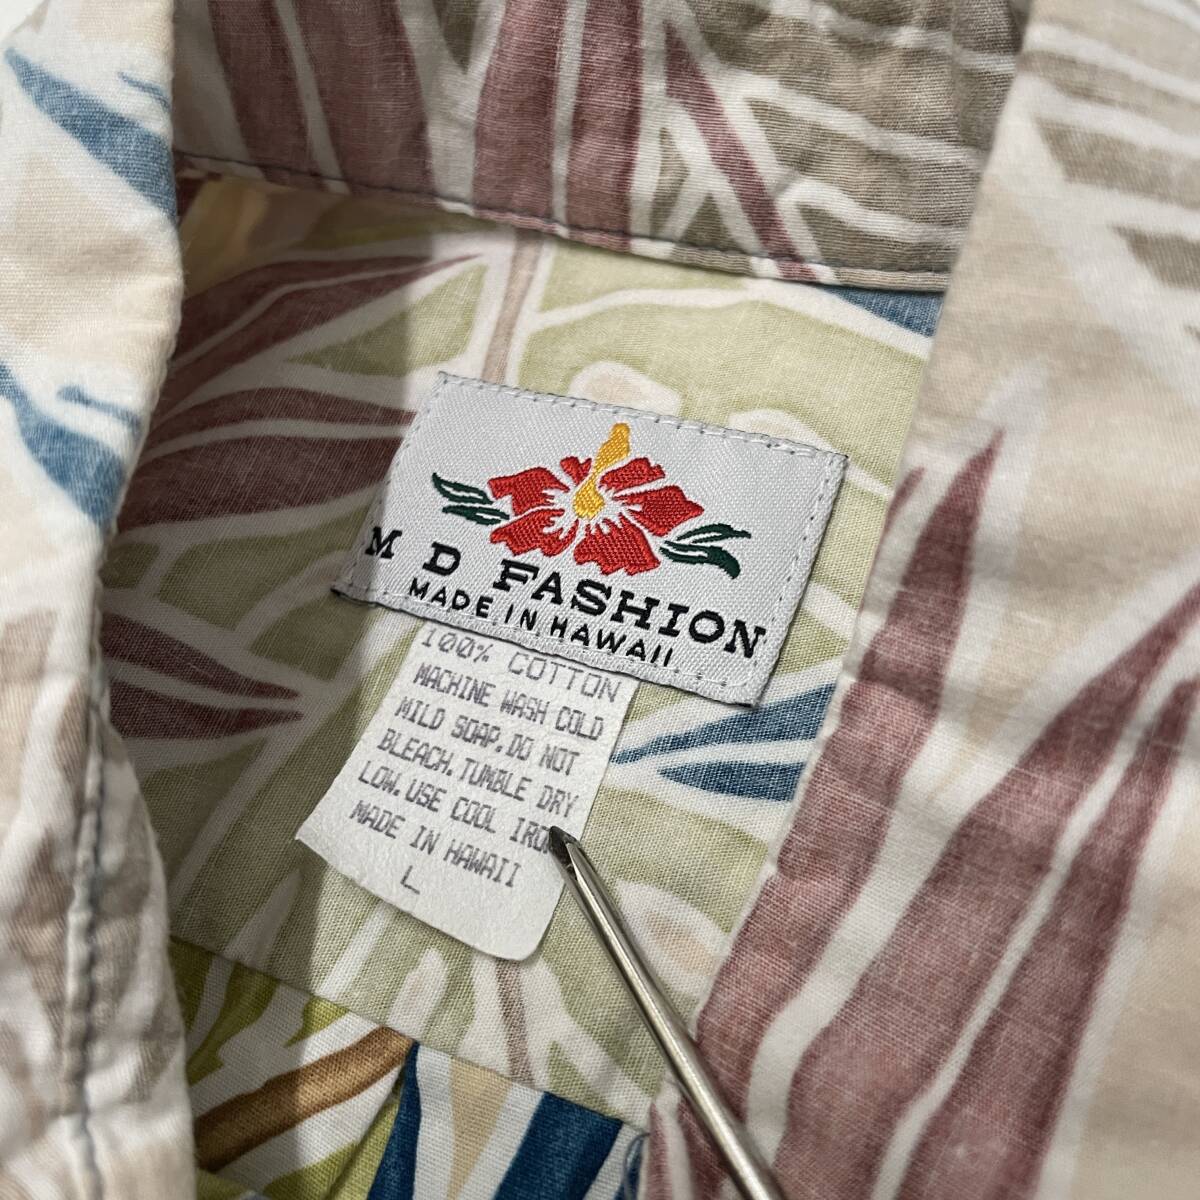 M D FASHION
MADE IN HAWAII
100% COTTON
MACHINE WASH COLD
MILD SOAP. DO NOT
BLEACH. TUMBLE DRY
LOW. USE COOL IRON
MADE IN HAWAII
L